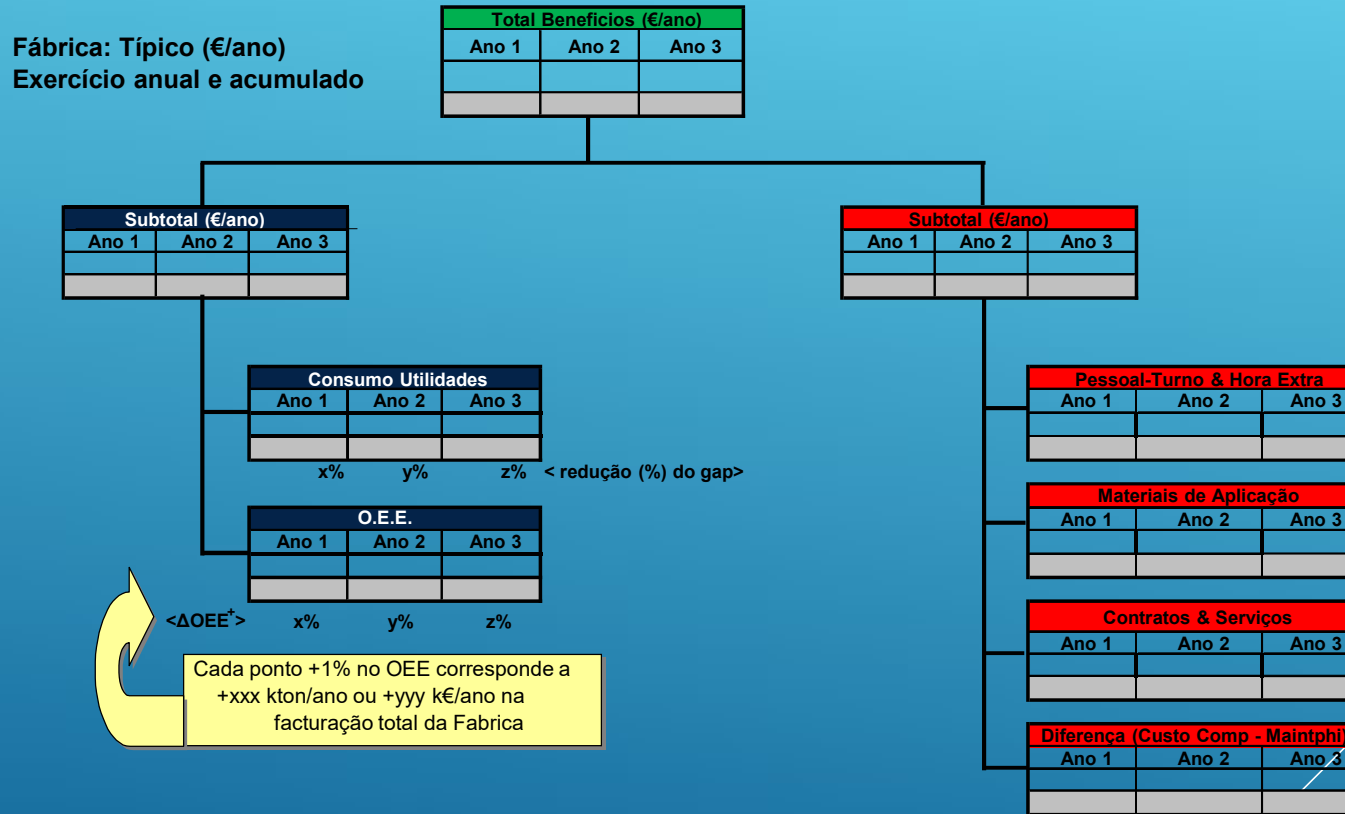 Fábrica: Típico (€/ano)
Exercício anual e acumulado
Total Beneficios (€/ano)
Ano 1 Ano 2 Ano 3
Subtotal (€/ano)
Ano 1 Ano 2 Ano 3
Consumo Utilidades
Ano 1 Ano 2 Ano 3
x% y% z% < redução (%) do gap>
O.E.E.
Ano 1 Ano 2 Ano 3
<ΔOEE⁺> x% y% z%
Cada ponto +1% no OEE corresponde a
+xxx kton/ano ou +yyy k€/ano na
facturação total da Fabrica
Subtotal (€/ano)
Ano 1 Ano 2 Ano 3
Pessoal-Turno & Hora Extra
Ano 1 Ano 2 Ano 3
Materiais de Aplicação
Ano 1 Ano 2 Ano 3
Contratos & Serviços
Ano 1 Ano 2 Ano 3
Diferença (Custo Comp - Maintphi)
Ano 1 Ano 2 Ano 3